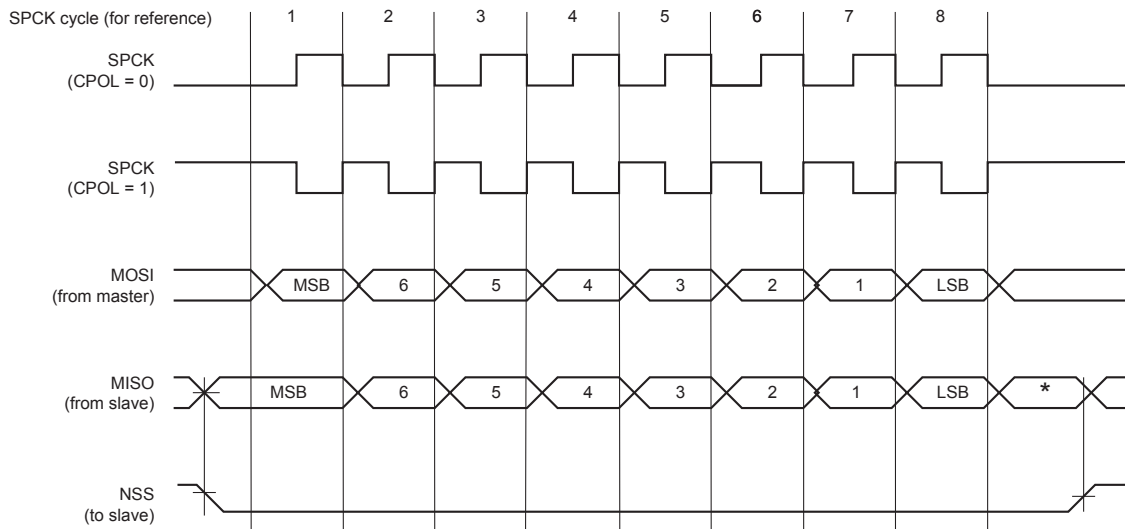 SPCK cycle (for reference) 1 2 3 4 5 6 7 8
SPCK
(CPOL = 0)
SPCK
(CPOL = 1)
MOSI
(from master)
MSB 6 5 4 3 2 1 LSB
MISO
(from slave)
MSB 6 5 4 3 2 1 LSB *
NSS
(to slave)